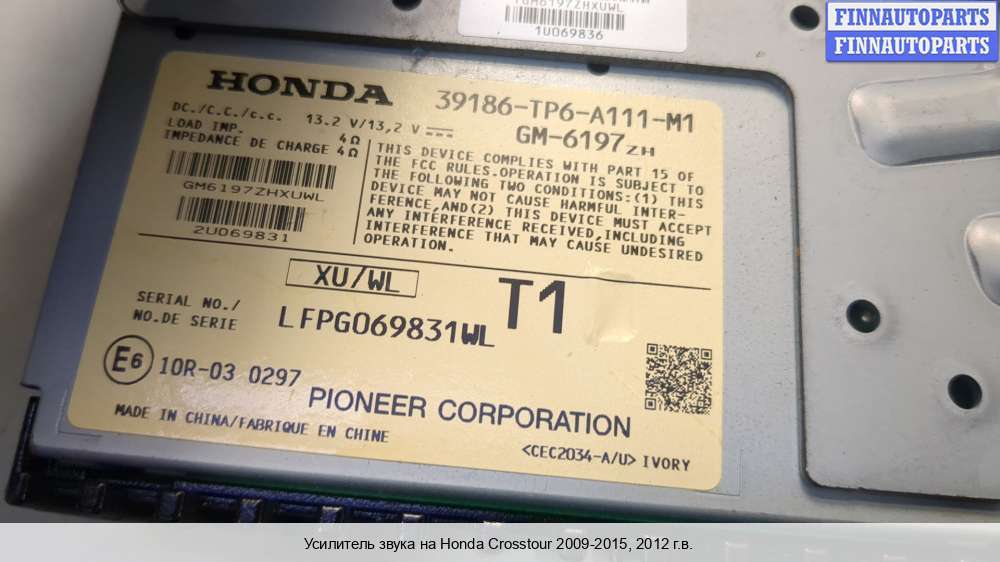 GM6197ZHXUWL
1U069836
FINNAUTOPARTS
FINNAUTOPARTS
HONDA
39186-TP6-A111-M1
GM-6197ZH
DC./C.C./c.c. 13.2 V/13,2 V
LOAD IMP. 4Ω
IMPEDANCE DE CHARGE 4Ω
GM6197ZHXUWL
2U069831
THIS DEVICE COMPLIES WITH PART 15 OF
THE FCC RULES.OPERATION IS SUBJECT TO
THE FOLLOWING TWO CONDITIONS:(1) THIS
DEVICE MAY NOT CAUSE HARMFUL INTER-
FERENCE,AND(2) THIS DEVICE MUST ACCEPT
ANY INTERFERENCE RECEIVED,INCLUDING
INTERFERENCE THAT MAY CAUSE UNDESIRED
OPERATION.
XU/WL
T1
SERIAL NO./
NO.DE SERIE
LFPG069831WL
E6 10R-03 0297
PIONEER CORPORATION
MADE IN CHINA/FABRIQUE EN CHINE
<CEC2034-A/U> IVORY
Усилитель звука на Honda Crosstour 2009-2015, 2012 г.в.